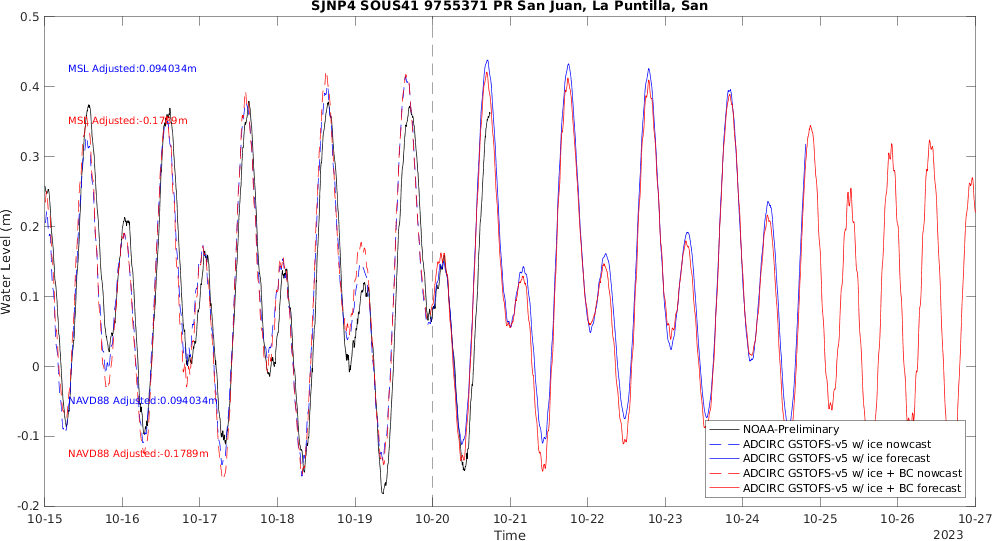 SJNP4 SOUS41 9755371 PR San Juan, La Puntilla, San
Water Level (m)
0.5
0.4
0.3
0.2
0.1
0
-0.1
-0.2
MSL Adjusted:0.094034m
MSL Adjusted:-0.1789m
NAVD88 Adjusted:0.094034m
NAVD88 Adjusted:-0.1789m
NOAA-Preliminary
ADCIRC GSTOFS-v5 w/ ice nowcast
ADCIRC GSTOFS-v5 w/ ice forecast
ADCIRC GSTOFS-v5 w/ ice + BC nowcast
ADCIRC GSTOFS-v5 w/ ice + BC forecast
10-15 10-16 10-17 10-18 10-19 10-20 10-21 10-22 10-23 10-24 10-25 10-26 10-27
Time
2023